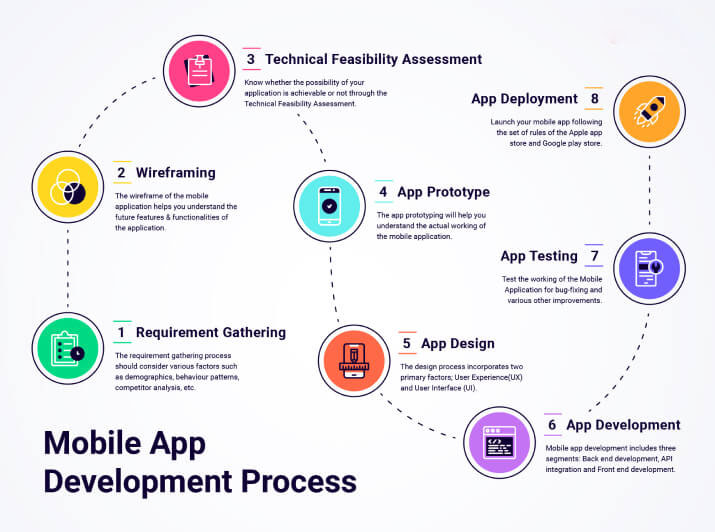 3 Technical Feasibility Assessment
Know whether the possibility of your
application is achievable or not through the
Technical Feasibility Assessment.
App Deployment 8
Launch your mobile app following
the set of rules of the Apple app
store and Google play store.
2 Wireframing
The wireframe of the mobile
application helps you understand the
future features & functionalities of
the application.
4 App Prototype
The app prototyping will help you
understand the actual working of
the mobile application.
App Testing 7
Test the working of the Mobile
Application for bug-fixing and
various other improvements.
1 Requirement Gathering
The requirement gathering process
should consider various factors such
as demographics, behaviour patterns,
competitor analysis, etc.
5 App Design
The design process incorporates two
primary factors; User Experience(UX)
and User Interface (UI).
6 App Development
Mobile app development includes three
segments: Back end development, API
integration and Front end development.
Mobile App
Development Process